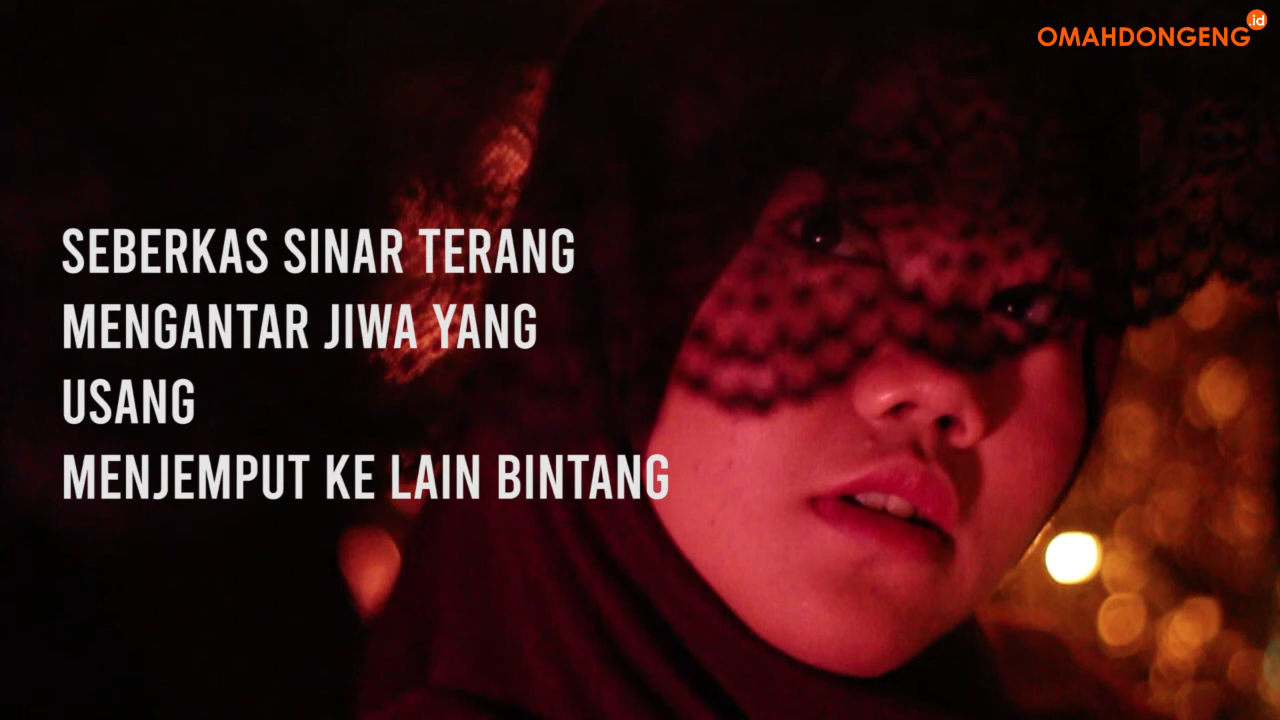 OMAHDONGENG.id
SEBERKAS SINAR TERANG
MENGANTAR JIWA YANG
USANG
MENJEMPUT KE LAIN BINTANG